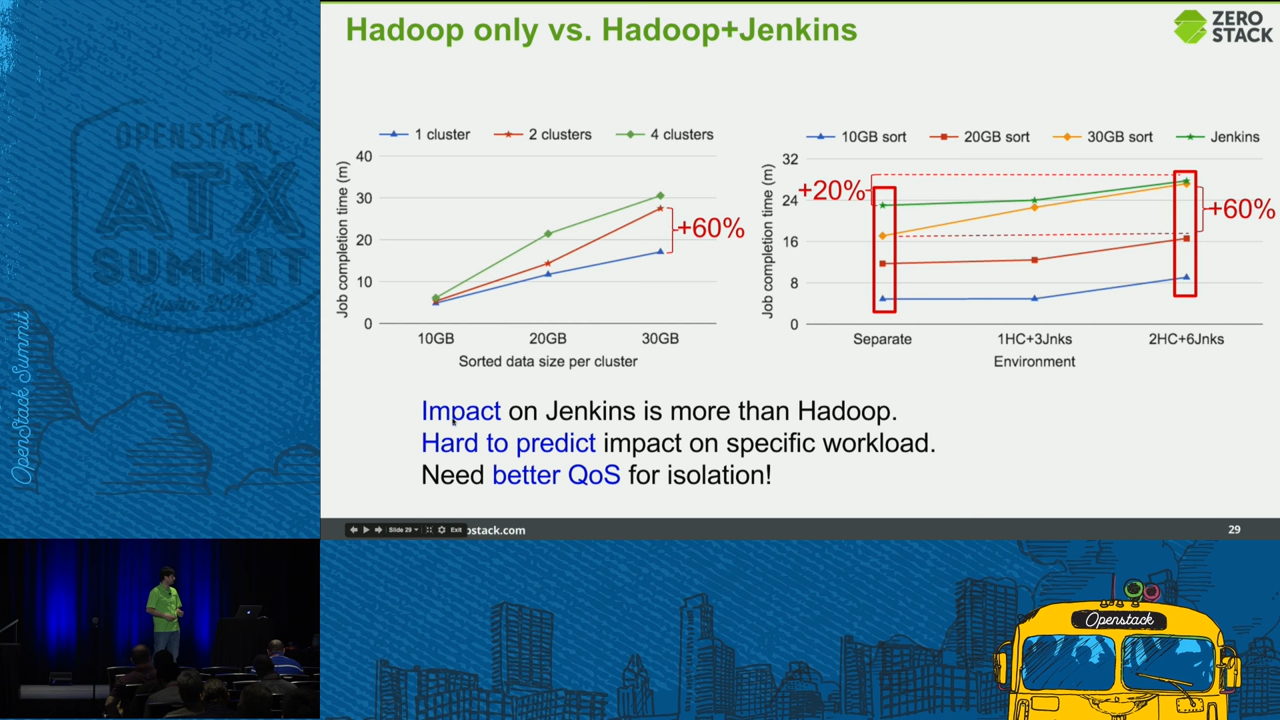 Hadoop only vs. Hadoop+Jenkins
ZERO
STACK
1 cluster
2 clusters
4 clusters
Job completion time (m)
40
30
20
10
0
+60%
10GB
20GB
30GB
Sorted data size per cluster
10GB sort
20GB sort
30GB sort
Jenkins
Job completion time (m)
32
24
16
8
0
+20%
+60%
Separate
1HC+3Jnks
2HC+6Jnks
Environment
Impact on Jenkins is more than Hadoop.
Hard to predict impact on specific workload.
Need better QoS for isolation!
Slide 29
Exit
stack.com
29
OPENSTACK
ATX
SUMMIT
OpenStack Summit
Openstack